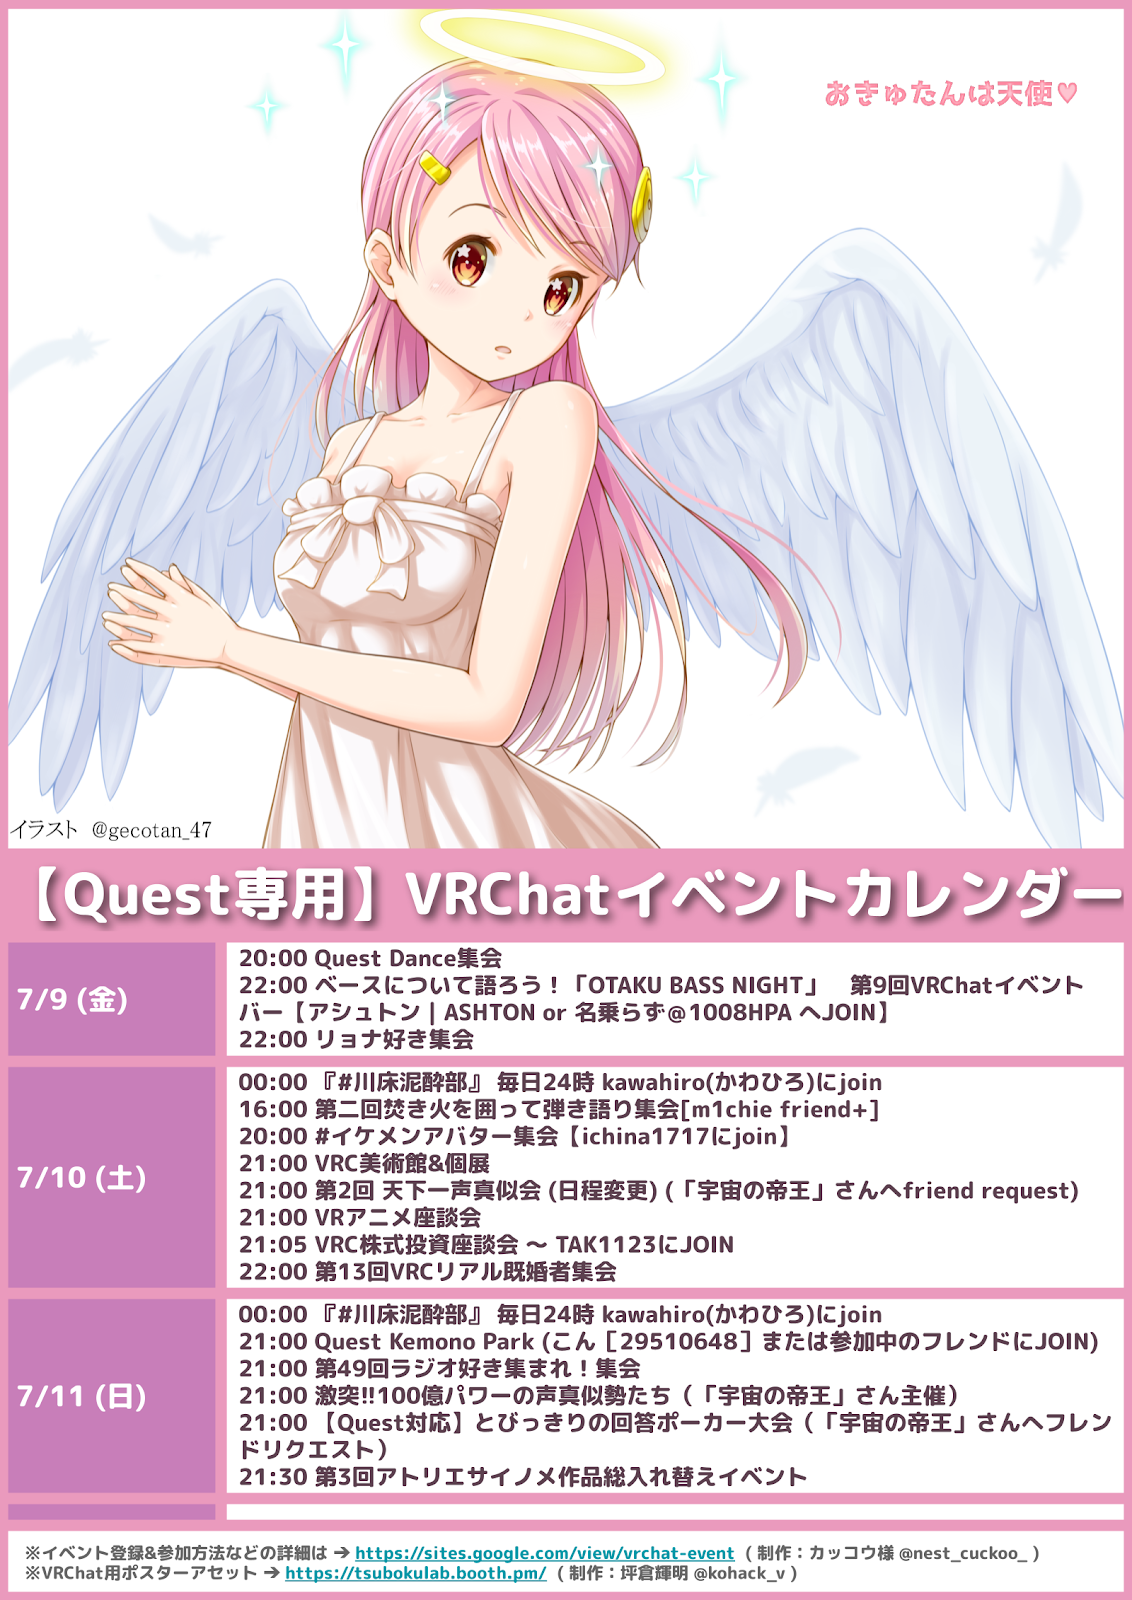 おきゅたんは天使♥
イラスト @gecotan_47
【Quest専用】VRChatイベントカレンダー
7/9 (金)
20:00 Quest Dance集会
22:00 ベースについて語ろう！「OTAKU BASS NIGHT」　第9回VRChatイベント
バー【アシュトン | ASHTON or 名乗らず@1008HPA へJOIN】
22:00 リョナ好き集会
7/10 (土)
00:00 『#川床泥酔部』 毎日24時 kawahiro(かわひろ)にjoin
16:00 第二回焚き火を囲って弾き語り集会[m1chie friend+]
20:00 #イケメンアバター集会【ichina1717にjoin】
21:00 VRC美術館&個展
21:00 第2回 天下一声真似会 (日程変更) (「宇宙の帝王」さんへfriend request)
21:00 VRアニメ座談会
21:05 VRC株式投資座談会 ～ TAK1123にJOIN
22:00 第13回VRCリアル既婚者集会
7/11 (日)
00:00 『#川床泥酔部』 毎日24時 kawahiro(かわひろ)にjoin
21:00 Quest Kemono Park (こん［29510648］または参加中のフレンドにJOIN)
21:00 第49回ラジオ好き集まれ！集会
21:00 激突!!100億パワーの声真似勢たち（「宇宙の帝王」さん主催）
21:00 【Quest対応】とびっきりの回答ポーカー大会（「宇宙の帝王」さんへフレン
ドリクエスト）
21:30 第3回アトリエサイノメ作品総入れ替えイベント
※イベント登録&参加方法などの詳細は → https://sites.google.com/view/vrchat-event ( 制作：カッコウ様 @nest_cuckoo_ )
※VRChat用ポスターアセット → https://tsubokulab.booth.pm/ ( 制作：坪倉輝明 @kohack_v )